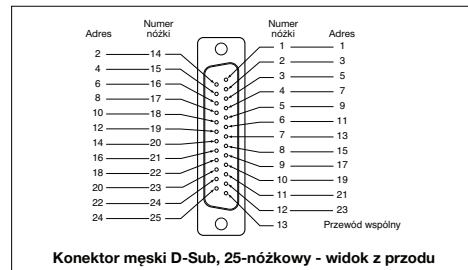 Adres Numer nóżki Numer nóżki Adres
2 14 1 1
4 15 2 3
6 16 3 5
8 17 4 7
10 18 5 9
12 19 6 11
14 20 7 13
16 21 8 15
18 22 9 17
20 23 10 19
22 24 11 21
24 25 12 23
13 Przewód wspólny
Konektor męski D-Sub, 25-nóżkowy - widok z przodu